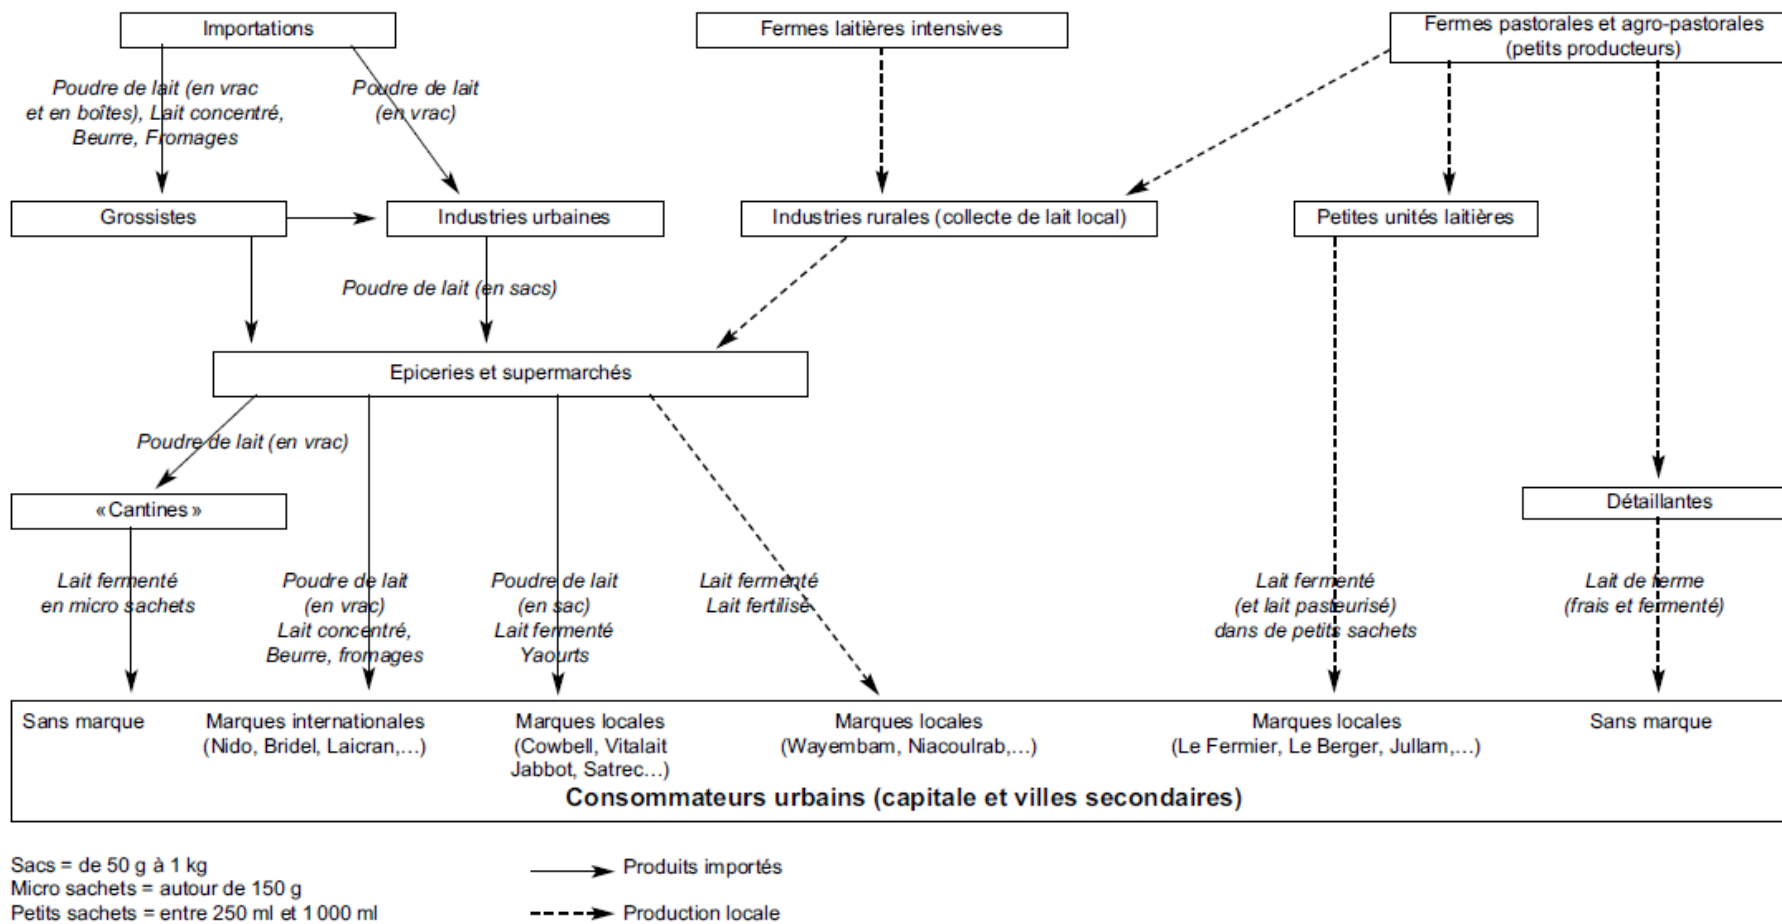 Importations
Fermes laitières intensives
Fermes pastorales et agro-pastorales
(petits producteurs)
Poudre de lait (en vrac
et en boîtes), Lait concentré,
Beurre, Fromages
Poudre de lait
(en vrac)
Grossistes
Industries urbaines
Industries rurales (collecte de lait local)
Petites unités laitières
Poudre de lait (en sacs)
Epiceries et supermarchés
Poudre de lait (en vrac)
« Cantines »
Détaillantes
Lait fermenté
en micro sachets
Poudre de lait
(en vrac)
Lait concentré,
Beurre, fromages
Poudre de lait
(en sac)
Lait fermenté
Yaourts
Lait fermenté
Lait fertilisé
Lait fermenté
(et lait pasteurisé)
dans de petits sachets
Lait de ferme
(frais et fermenté)
Sans marque
Marques internationales
(Nido, Bridel, Laicran,…)
Marques locales
(Cowbell, Vitalait
Jabbot, Satrec…)
Marques locales
(Wayembam, Niacoulrab,…)
Marques locales
(Le Fermier, Le Berger, Jullam,…)
Sans marque
Consommateurs urbains (capitale et villes secondaires)
Sacs = de 50 g à 1 kg
Micro sachets = autour de 150 g
Petits sachets = entre 250 ml et 1 000 ml
Produits importés
Production locale